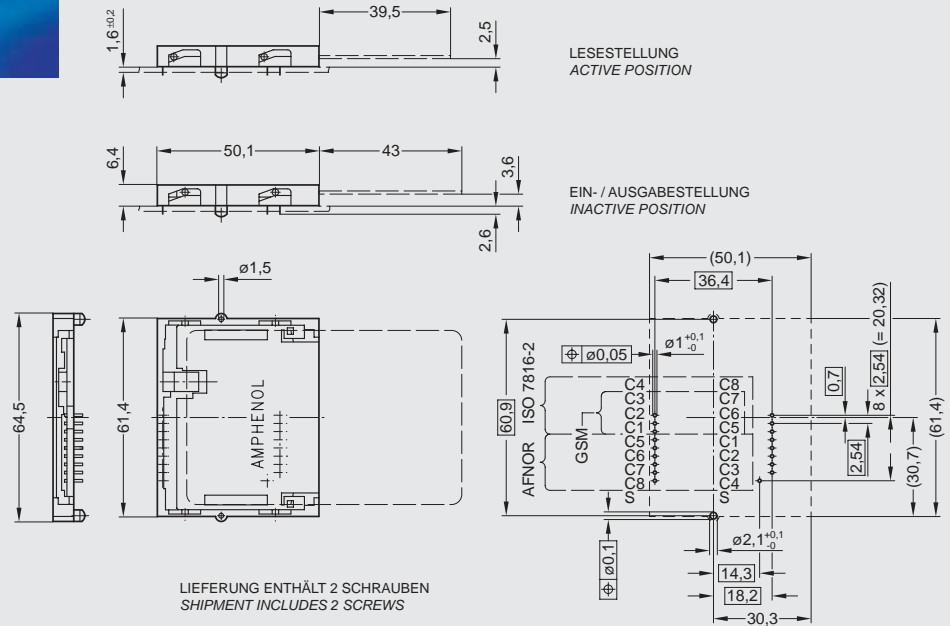 39,5
1,6 ±0,2
2,5
LESESTELLUNG
ACTIVE POSITION
6,4
50,1
43
3,6
2,6
EIN- / AUSGABESTELLUNG
INACTIVE POSITION
ø1,5
64,5
61,4
AMPHENOL
LIEFERUNG ENTHÄLT 2 SCHRAUBEN
SHIPMENT INCLUDES 2 SCREWS
(50,1)
36,4
⌖ ø0,05
ø1 +0,1 -0
60,9
ISO 7816-2
AFNOR
GSM
C4 C8
C3 C7
C2 C6
C1 C5
C5 C1
C6 C2
C7 C3
C8 C4
S S
0,7
2,54
8 x 2,54 (= 20,32)
(30,7)
(61,4)
⌖ ø0,1
ø2,1 +0,1 -0
14,3
18,2
30,3